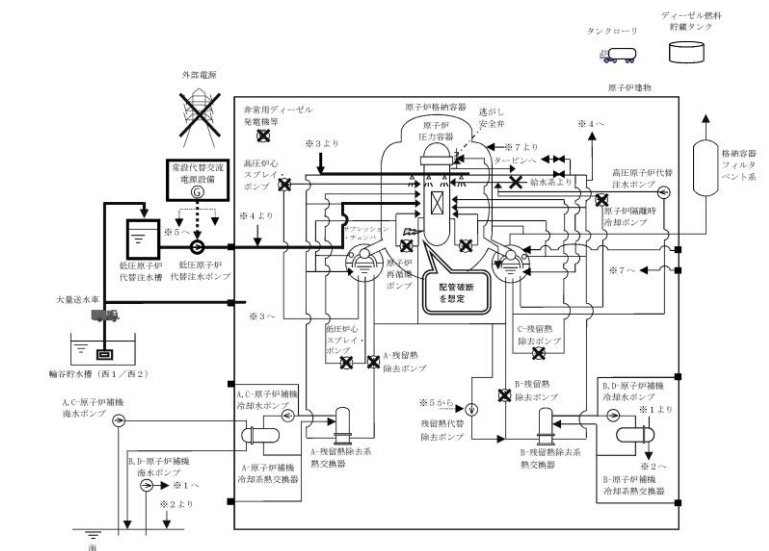 ディーゼル燃料
貯蔵タンク
タンクローリ
外部電源
原子炉建物
非常用ディーゼル
発電機等
原子炉格納容器
原子炉
圧力容器
逃がし
安全弁
※3より
※7より
※4へ
タービンへ
給水系より
常設代替交流
電源設備
G
高圧炉心
スプレイ・
ポンプ
高圧原子炉代替
注水ポンプ
格納容器
フィルタ
ベント系
原子炉隔離時
冷却ポンプ
※5へ
※4より
サプレッション
・チェンバ
低圧原子炉
代替注水槽
低圧原子炉
代替注水ポンプ
原子炉
再循環
ポンプ
配管破断
を想定
※7へ
大量送水車
※3へ
低圧炉心
スプレイ・
ポンプ
A-残留熱
除去ポンプ
C-残留熱
除去ポンプ
輪谷貯水槽（西1／西2）
B-残留熱
除去ポンプ
※5から
残留熱代替
除去ポンプ
A,C-原子炉補機
海水ポンプ
A,C-原子炉補機
冷却水ポンプ
B,D-原子炉補機
冷却水ポンプ
※1より
B,D-原子炉補機
海水ポンプ
※1へ
※2より
A-原子炉補機
冷却系熱交換器
A-残留熱除去系
熱交換器
B-残留熱除去系
熱交換器
※2へ
B-原子炉補機
冷却系熱交換器
海